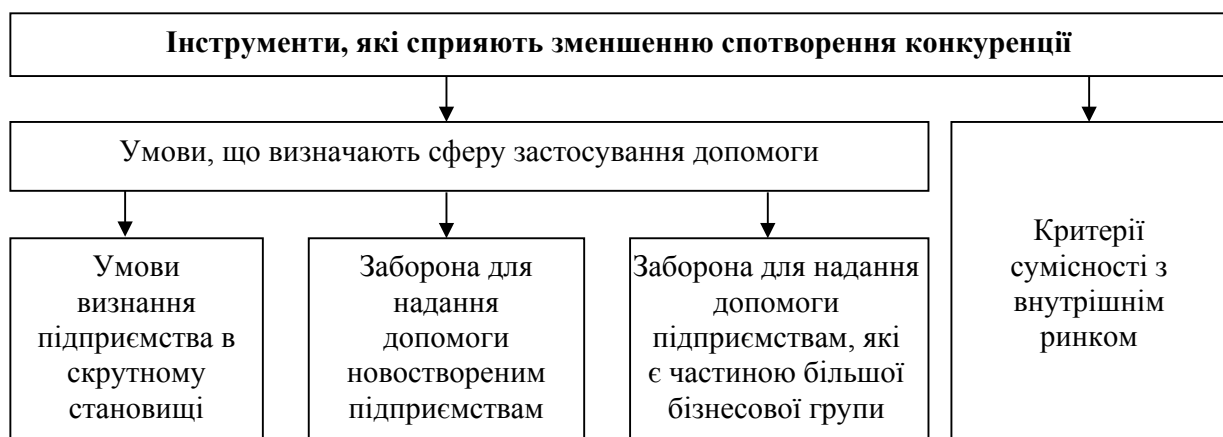 Інструменти, які сприяють зменшенню спотворення конкуренції
Умови, що визначають сферу застосування допомоги
Умови
визнання
підприємства в
скрутному
становищі
Заборона для
надання
допомоги
новоствореним
підприємствам
Заборона для надання
допомоги
підприємствам, які
є частиною більшої
бізнесової групи
Критерії
сумісності з
внутрішнім
ринком